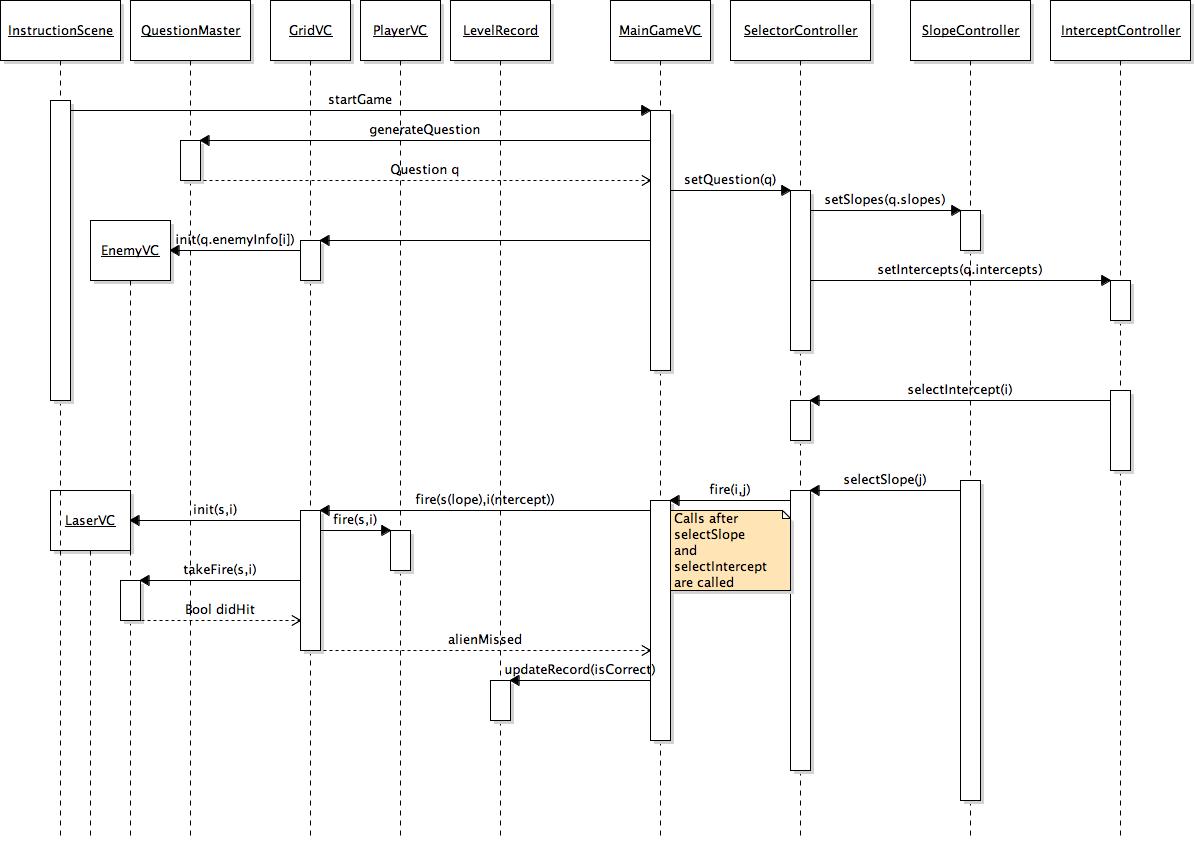 InstructionScene
QuestionMaster
GridVC
PlayerVC
LevelRecord
MainGameVC
SelectorController
SlopeController
InterceptController
startGame
generateQuestion
Question q
setQuestion(q)
setSlopes(q.slopes)
EnemyVC
init(q.enemyInfo[i])
setIntercepts(q.intercepts)
selectIntercept(i)
selectSlope(j)
fire(i,j)
fire(s(lope),i(ntercept))
LaserVC
init(s,i)
fire(s,i)
Calls after
selectSlope
and
selectIntercept
are called
takeFire(s,i)
Bool didHit
alienMissed
updateRecord(isCorrect)